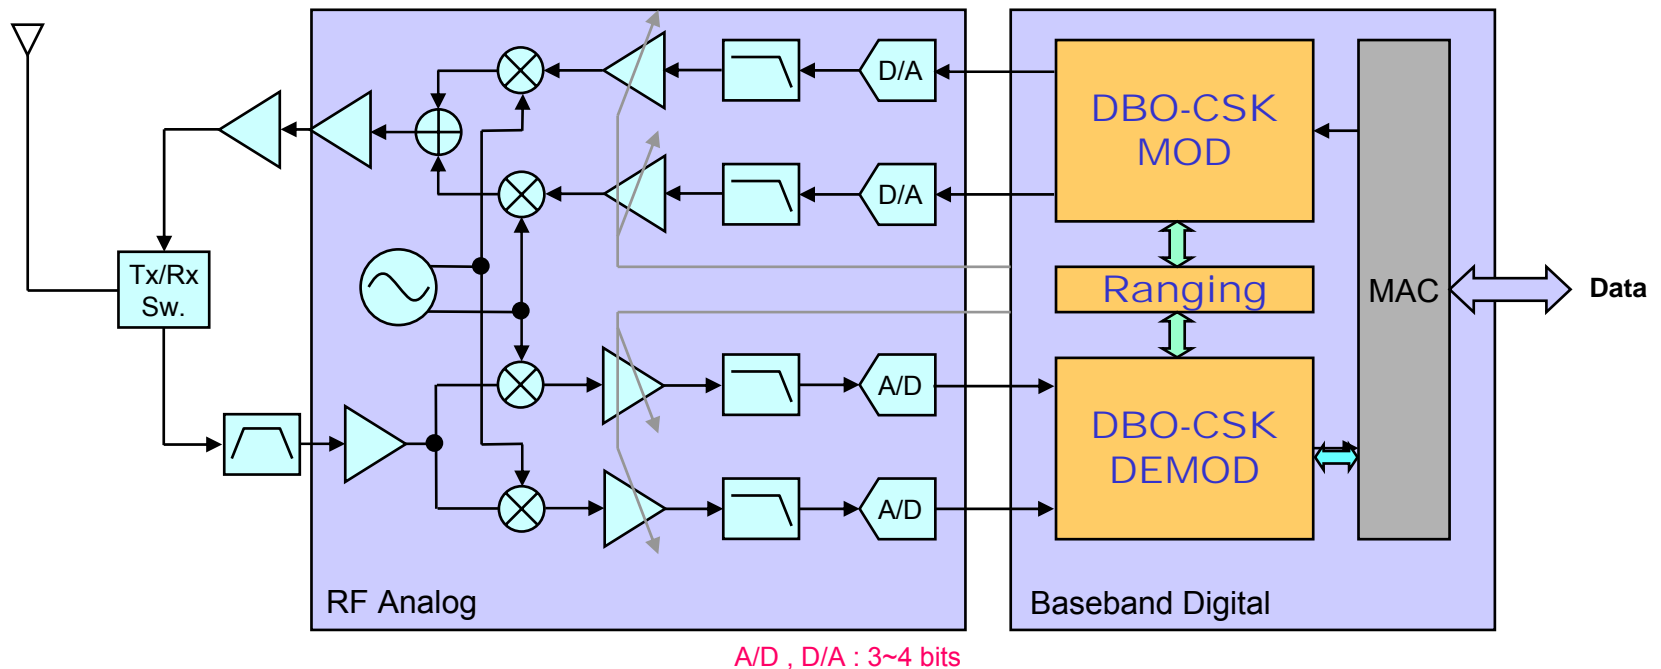 D/A
DBO-CSK
MOD
D/A
Tx/Rx
Sw.
Ranging
MAC
Data
A/D
DBO-CSK
DEMOD
A/D
RF Analog
Baseband Digital
A/D , D/A : 3~4 bits